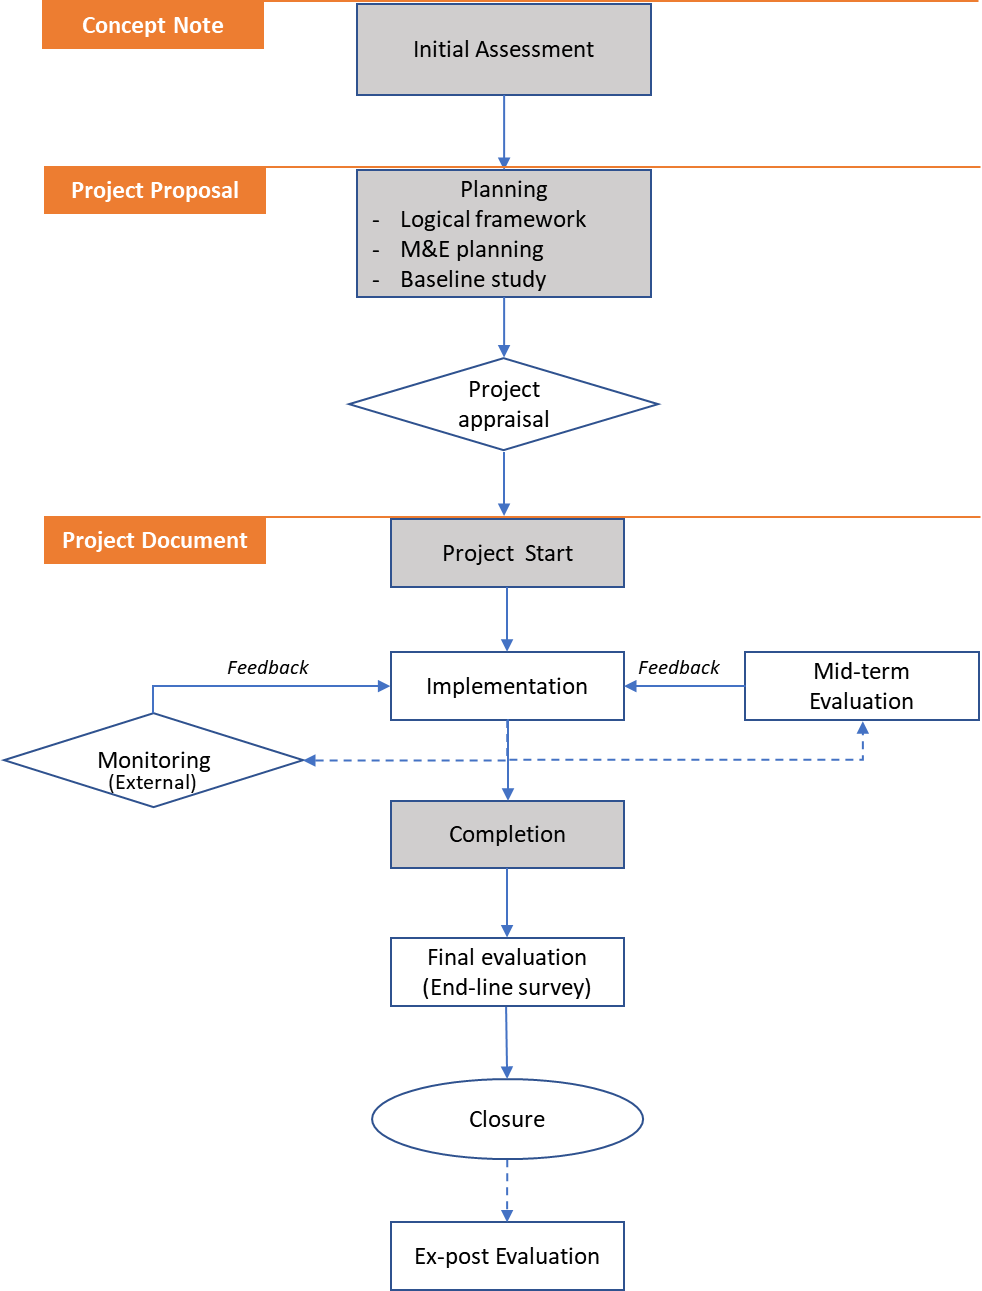 Concept Note
Initial Assessment
Project Proposal
Planning
- Logical framework
- M&E planning
- Baseline study
Project
appraisal
Project Document
Project Start
Feedback
Implementation
Feedback
Mid-term
Evaluation
Monitoring
(External)
Completion
Final evaluation
(End-line survey)
Closure
Ex-post Evaluation